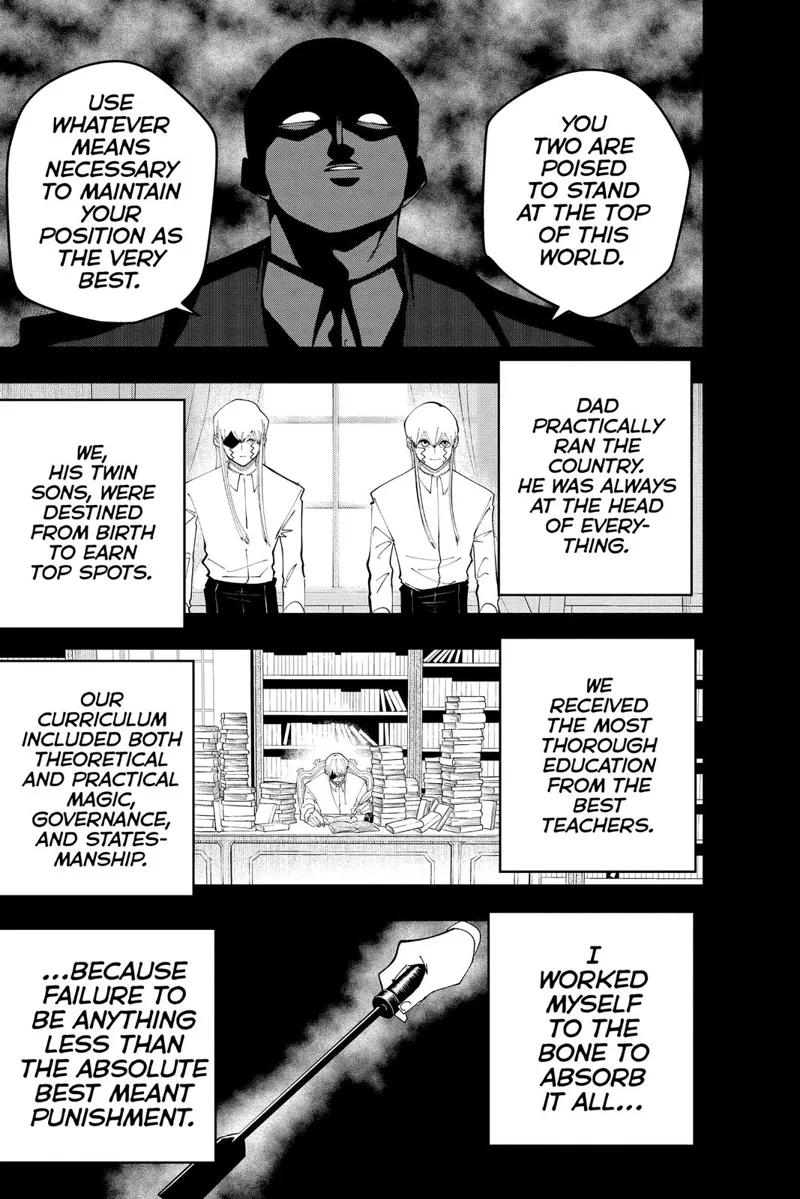 YOU
TWO ARE
POISED
TO STAND
AT THE TOP
OF THIS
WORLD.
USE
WHATEVER
MEANS
NECESSARY
TO MAINTAIN
YOUR
POSITION AS
THE VERY
BEST.
DAD
PRACTICALLY
RAN THE
COUNTRY.
HE WAS ALWAYS
AT THE HEAD
OF EVERY-
THING.
WE,
HIS TWIN
SONS, WERE
DESTINED
FROM BIRTH
TO EARN
TOP SPOTS.
WE
RECEIVED
THE MOST
THOROUGH
EDUCATION
FROM THE
BEST
TEACHERS.
OUR
CURRICULUM
INCLUDED BOTH
THEORETICAL
AND PRACTICAL
MAGIC,
GOVERNANCE,
AND STATES-
MANSHIP.
I
WORKED
MYSELF
TO THE
BONE TO
ABSORB
IT ALL...
...BECAUSE
FAILURE TO
BE ANYTHING
LESS THAN
THE ABSOLUTE
BEST MEANT
PUNISHMENT.